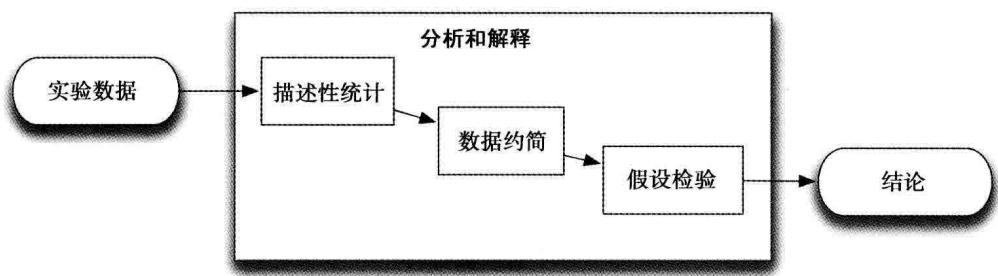 分析和解释
实验数据
描述性统计
数据约简
假设检验
结论